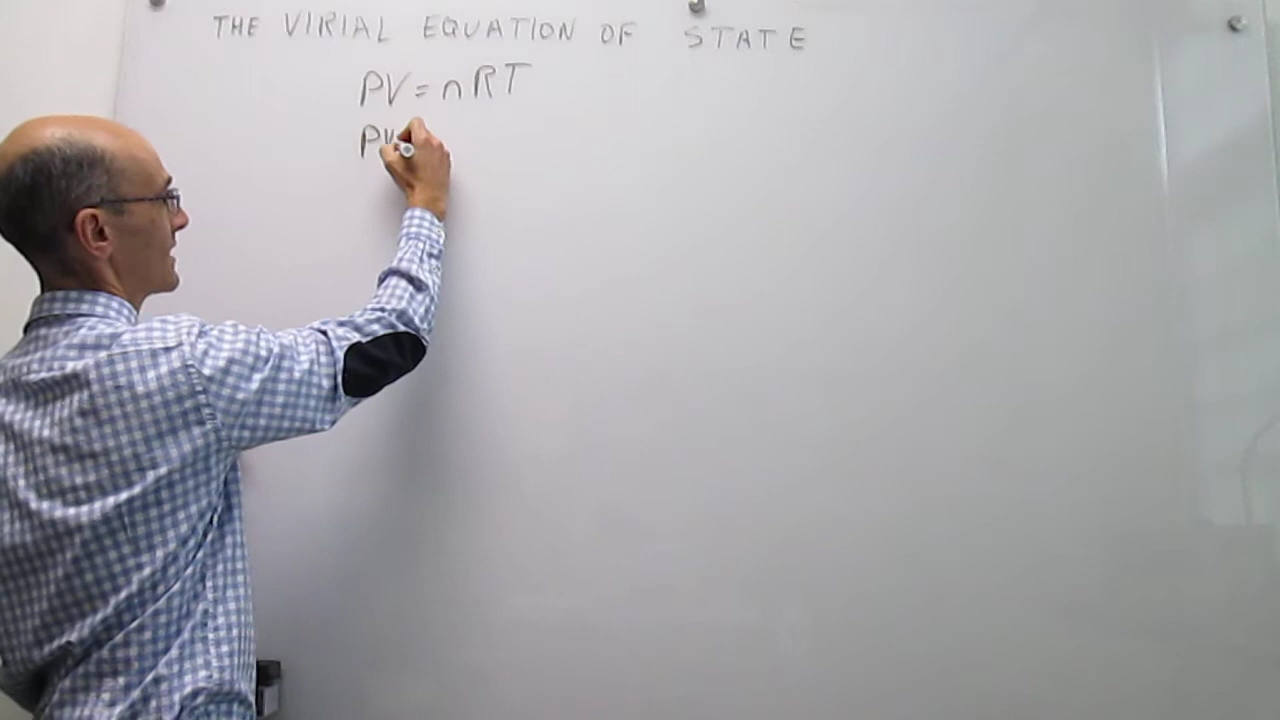 THE VIRIAL EQUATION OF STATE
PV = nRT
PV